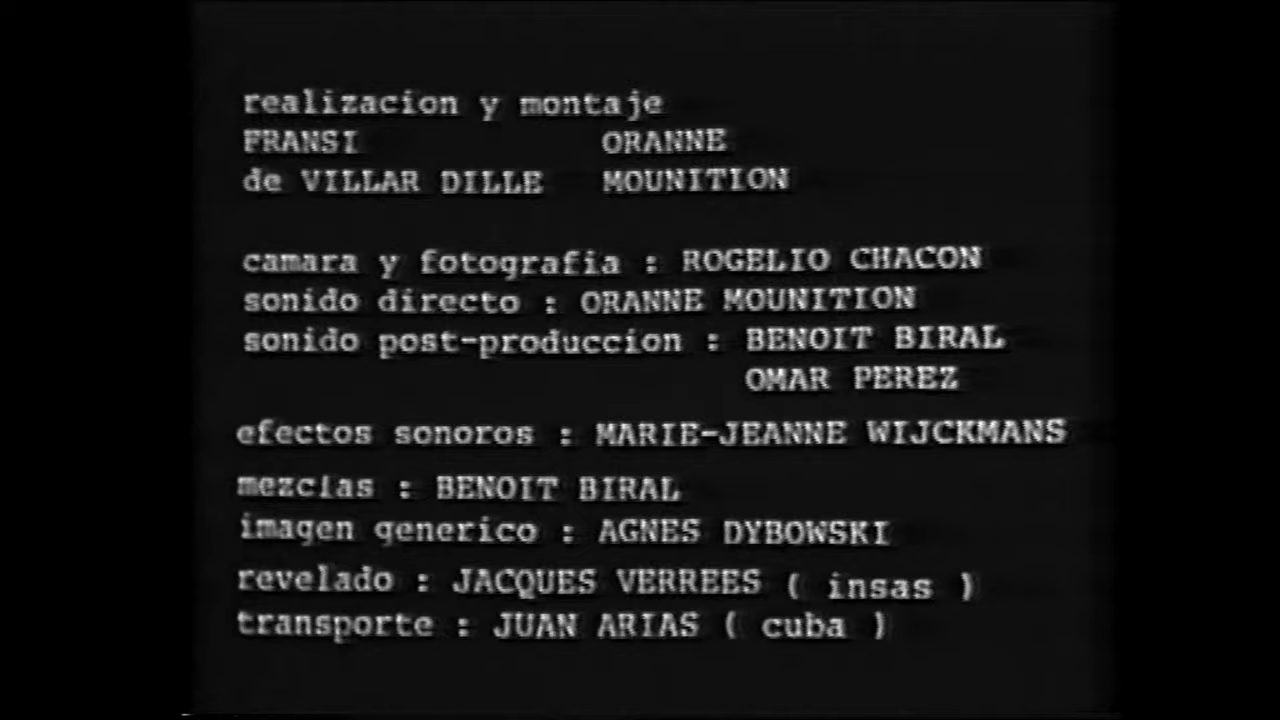 realizacion y montaje
FRANSI ORANNE
de VILLAR DILLE MOUNITION
camara y fotografia : ROGELIO CHACON
sonido directo : ORANNE MOUNITION
sonido post-produccion : BENOIT BIRAL
OMAR PEREZ
efectos sonoros : MARIE-JEANNE WIJCKMANS
mezclas : BENOIT BIRAL
imagen generico : AGNES DYBOWSKI
revelado : JACQUES VERREES ( insas )
transporte : JUAN ARIAS ( cuba )